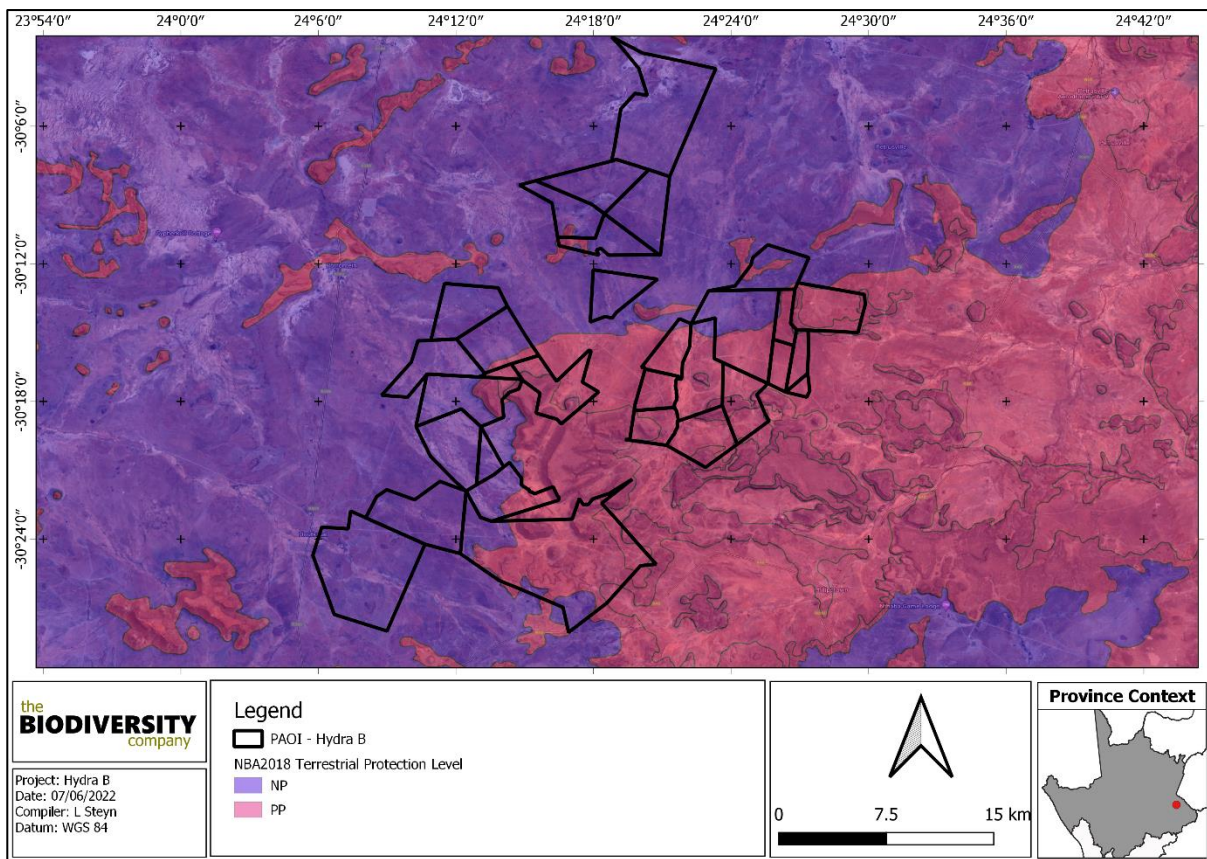 23°54′0″ 24°0′0″ 24°6′0″ 24°12′0″ 24°18′0″ 24°24′0″ 24°30′0″ 24°36′0″ 24°42′0″
-30°6′0″
-30°12′0″
-30°18′0″
-30°24′0″
the
BIODIVERSITY
company
Project: Hydra B
Date: 07/06/2022
Compiler: L Steyn
Datum: WGS 84
Legend
PAOI - Hydra B
NBA2018 Terrestrial Protection Level
NP
PP
0 7.5 15 km
Province Context